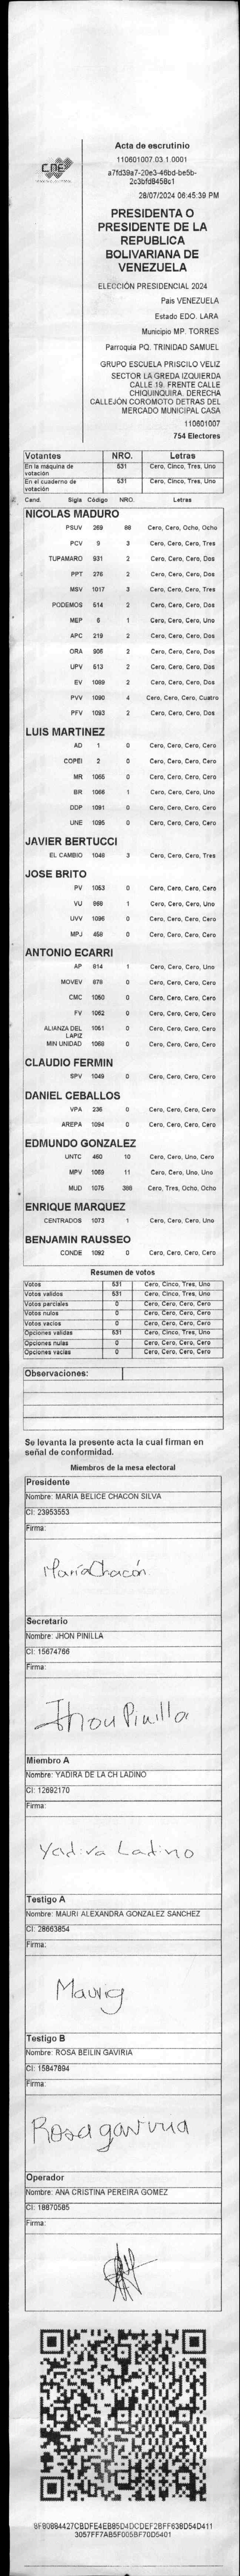 CNE
Acta de escrutinio
110601007.03.1.0001
a7fd39a7-20e3-46bd-be5b-
2c3bfd8458c1
28/07/2024 06:45:39 PM
PRESIDENTA O
PRESIDENTE DE LA
REPUBLICA
BOLIVARIANA DE
VENEZUELA
ELECCIÓN PRESIDENCIAL 2024
Pais VENEZUELA
Estado EDO. LARA
Municipio MP. TORRES
Parroquia PQ. TRINIDAD SAMUEL
GRUPO ESCUELA PRISCILO VELIZ
SECTOR LA GREDA IZQUIERDA
CALLE 19. FRENTE CALLE
CHIQUINQUIRA. DERECHA
CALLEJÓN COROMOTO DETRAS DEL
MERCADO MUNICIPAL CASA
110601007
754 Electores
Votantes NRO. Letras
En la máquina de votación 531 Cero, Cinco, Tres, Uno
En el cuaderno de votación 531 Cero, Cinco, Tres, Uno
Cand. Sigla Código NRO. Letras
NICOLAS MADURO
PSUV 269 88 Cero, Cero, Ocho, Ocho
PCV 9 3 Cero, Cero, Cero, Tres
TUPAMARO 931 2 Cero, Cero, Cero, Dos
PPT 276 2 Cero, Cero, Cero, Dos
MSV 1017 3 Cero, Cero, Cero, Tres
PODEMOS 514 2 Cero, Cero, Cero, Dos
MEP 6 1 Cero, Cero, Cero, Uno
APC 219 2 Cero, Cero, Cero, Dos
ORA 906 2 Cero, Cero, Cero, Dos
UPV 513 2 Cero, Cero, Cero, Dos
EV 1089 2 Cero, Cero, Cero, Dos
PVV 1090 4 Cero, Cero, Cero, Cuatro
PFV 1093 2 Cero, Cero, Cero, Dos
LUIS MARTINEZ
AD 1 0 Cero, Cero, Cero, Cero
COPEI 2 0 Cero, Cero, Cero, Cero
MR 1065 0 Cero, Cero, Cero, Cero
BR 1066 1 Cero, Cero, Cero, Uno
DDP 1091 0 Cero, Cero, Cero, Cero
UNE 1095 0 Cero, Cero, Cero, Cero
JAVIER BERTUCCI
EL CAMBIO 1048 3 Cero, Cero, Cero, Tres
JOSE BRITO
PV 1053 0 Cero, Cero, Cero, Cero
VU 868 1 Cero, Cero, Cero, Uno
UVV 1096 0 Cero, Cero, Cero, Cero
MPJ 458 0 Cero, Cero, Cero, Cero
ANTONIO ECARRI
AP 814 1 Cero, Cero, Cero, Uno
MOVEV 878 0 Cero, Cero, Cero, Cero
CMC 1050 0 Cero, Cero, Cero, Cero
FV 1062 0 Cero, Cero, Cero, Cero
ALIANZA DEL LAPIZ 1051 0 Cero, Cero, Cero, Cero
MIN UNIDAD 1068 0 Cero, Cero, Cero, Cero
CLAUDIO FERMIN
SPV 1049 0 Cero, Cero, Cero, Cero
DANIEL CEBALLOS
VPA 236 0 Cero, Cero, Cero, Cero
AREPA 1094 0 Cero, Cero, Cero, Cero
EDMUNDO GONZALEZ
UNTC 460 10 Cero, Cero, Uno, Cero
MPV 1069 11 Cero, Cero, Uno, Uno
MUD 1075 388 Cero, Tres, Ocho, Ocho
ENRIQUE MARQUEZ
CENTRADOS 1073 1 Cero, Cero, Cero, Uno
BENJAMIN RAUSSEO
CONDE 1092 0 Cero, Cero, Cero, Cero
Resumen de votos
Votos 531 Cero, Cinco, Tres, Uno
Votos validos 531 Cero, Cinco, Tres, Uno
Votos parciales 0 Cero, Cero, Cero, Cero
Votos nulos 0 Cero, Cero, Cero, Cero
Votos vacios 0 Cero, Cero, Cero, Cero
Opciones validas 531 Cero, Cinco, Tres, Uno
Opciones nulas 0 Cero, Cero, Cero, Cero
Opciones vacias 0 Cero, Cero, Cero, Cero
Observaciones:
Se levanta la presente acta la cual firman en
señal de conformidad.
Miembros de la mesa electoral
Presidente
Nombre: MARIA BELICE CHACON SILVA
CI: 23953553
Firma:
María Chacón
Secretario
Nombre: JHON PINILLA
CI: 15674766
Firma:
Jhon Pinilla
Miembro A
Nombre: YADIRA DE LA CH LADINO
CI: 12692170
Firma:
Yadira Ladino
Testigo A
Nombre: MAURI ALEXANDRA GONZALEZ SANCHEZ
CI: 28663854
Firma:
Maurig
Testigo B
Nombre: ROSA BEILIN GAVIRIA
CI: 15847894
Firma:
Rosa gaviria
Operador
Nombre: ANA CRISTINA PEREIRA GOMEZ
CI: 18870585
Firma:
8F80884427CBDFE4EB85D4DCDEF2BFF638D54D411
3057FF7AB5F005BF70D5401